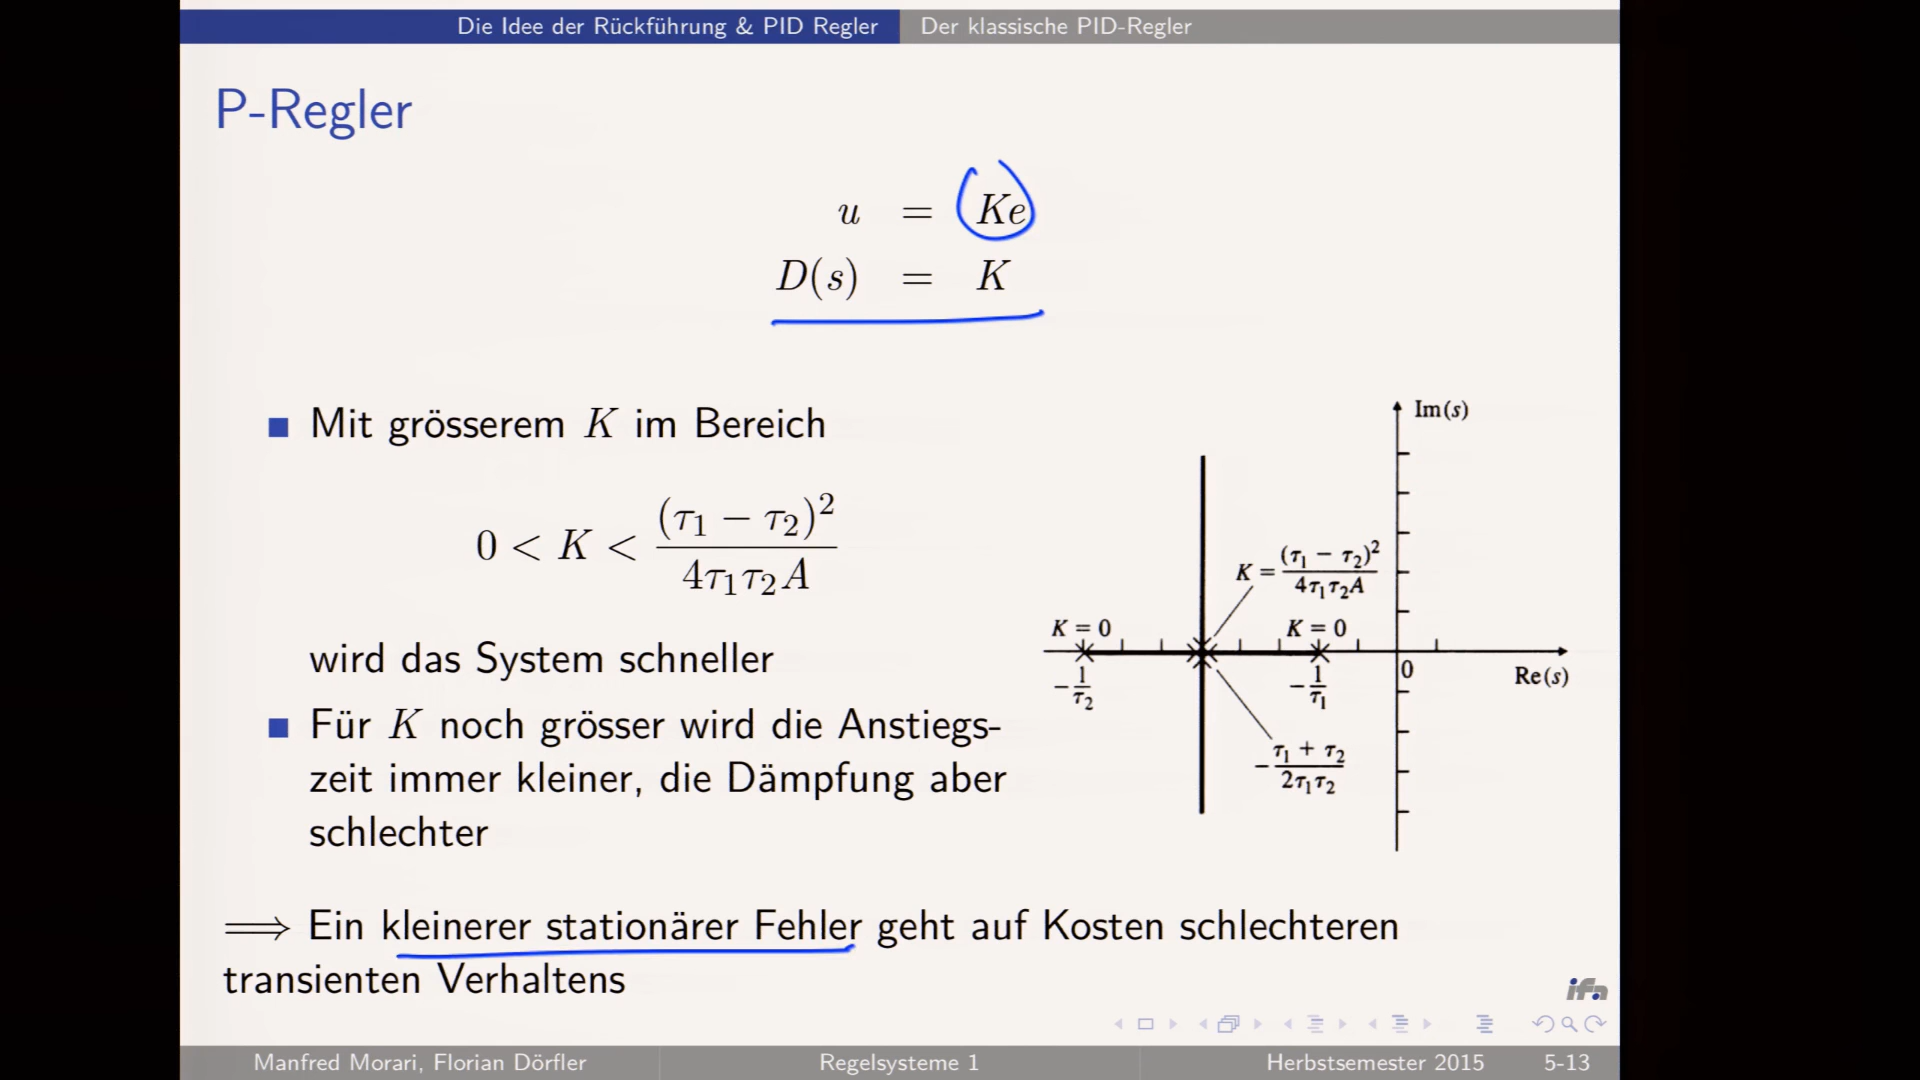 Die Idee der Rückführung & PID Regler Der klassische PID-Regler
P-Regler
u = Ke
D(s) = K
Mit grösserem K im Bereich
0 < K < (τ₁ − τ₂)² / 4τ₁τ₂A
wird das System schneller
Für K noch grösser wird die Anstiegs-
zeit immer kleiner, die Dämpfung aber
schlechter
Im(s)
K = (τ₁ − τ₂)² / 4τ₁τ₂A
K = 0
K = 0
−1/τ₂
−1/τ₁
0
Re(s)
−(τ₁ + τ₂) / 2τ₁τ₂
⟹ Ein kleinerer stationärer Fehler geht auf Kosten schlechteren
transienten Verhaltens
ifa
Manfred Morari, Florian Dörfler Regelsysteme 1 Herbstsemester 2015 5-13